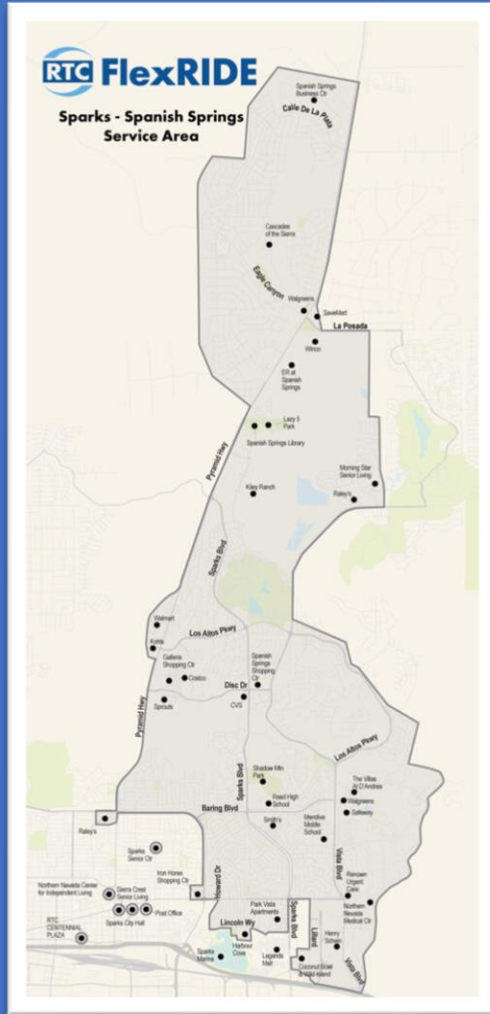 RTC FlexRIDE
Sparks - Spanish Springs
Service Area
Spanish Springs
Business Ctr
Calle De La Plata
Cascades
of the Sierra
Eagle Canyon
Walgreens
SaveMart
La Posada
Winco
ER at
Spanish
Springs
Lazy 5
Park
Spanish Springs Library
Pyramid Hwy
Morning Star
Senior Living
Kiley Ranch
Raley's
Sparks Blvd
Walmart
Los Altos Pkwy
Kohls
Galleria
Shopping Ctr
Spanish
Springs
Shopping
Ctr
Costco
Disc Dr
CVS
Sprouts
Pyramid Hwy
Los Altos Pkwy
Sparks Blvd
Shadow Mtn
Park
The Villas
At D'Andrea
Reed High
School
Walgreens
Safeway
Baring Blvd
Raley's
Smith's
Mendive
Middle
School
Sparks
Senior Ctr
Vista Blvd
Iron Horse
Shopping Ctr
Howard Dr
Renown
Urgent
Care
Northern Nevada Center
for Independent Living
Sierra Crest
Senior Living
Park Vista
Apartments
Sparks Blvd
Northern
Nevada
Medical Ctr
Post Office
Sparks City Hall
RTC
CENTENNIAL
PLAZA
Lincoln Wy
Lillard
Henry
Schein
Harbour
Cove
Sparks
Marina
Legends
Mall
Coconut Bowl
& Wild Island
Vista Blvd